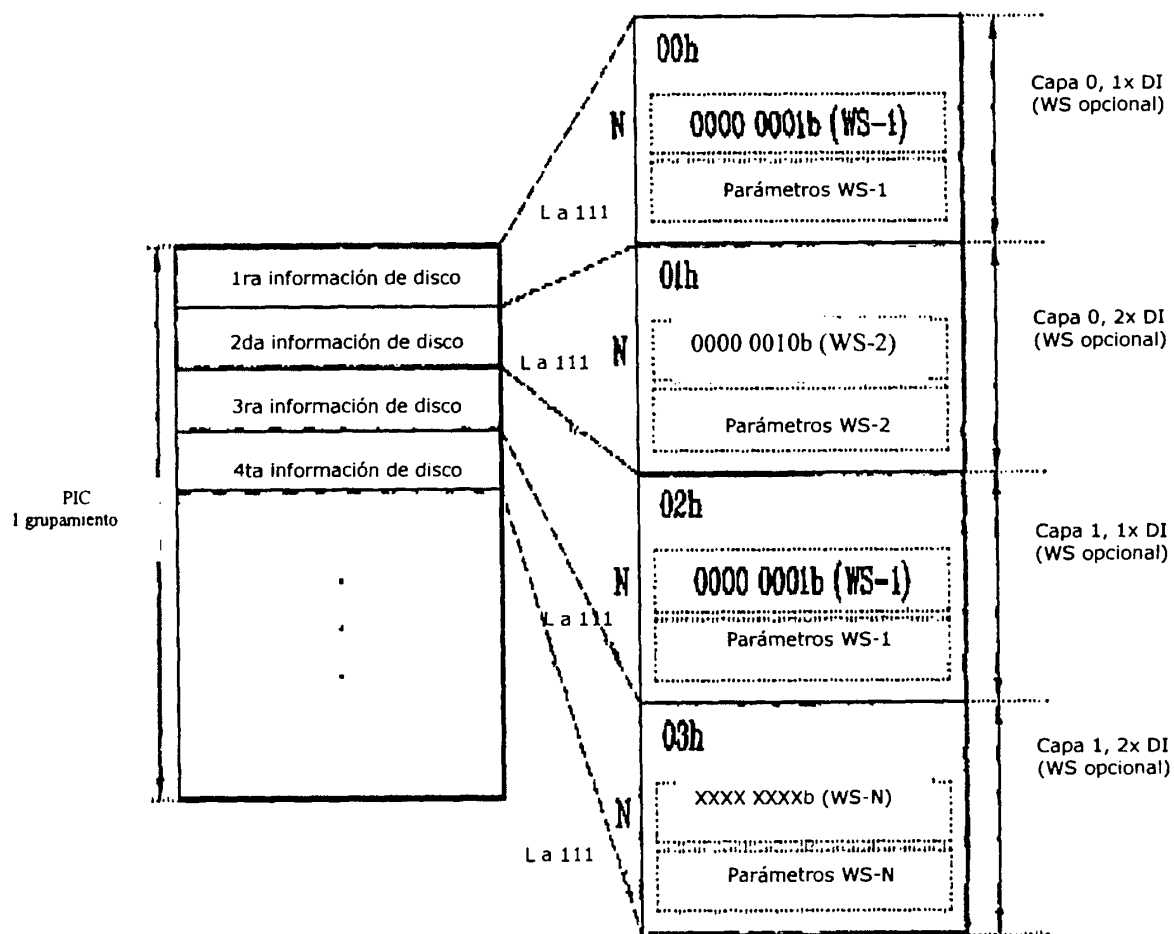 PIC
1 grupamiento
1ra información de disco
2da información de disco
3ra información de disco
4ta información de disco
L a 111
L a 111
L a 111
L a 111
00h
N
0000 0001b (WS-1)
Parámetros WS-1
Capa 0, 1x DI
(WS opcional)
01h
N
0000 0010b (WS-2)
Parámetros WS-2
Capa 0, 2x DI
(WS opcional)
02h
N
0000 0001b (WS-1)
Parámetros WS-1
Capa 1, 1x DI
(WS opcional)
03h
N
XXXX XXXXb (WS-N)
Parámetros WS-N
Capa 1, 2x DI
(WS opcional)